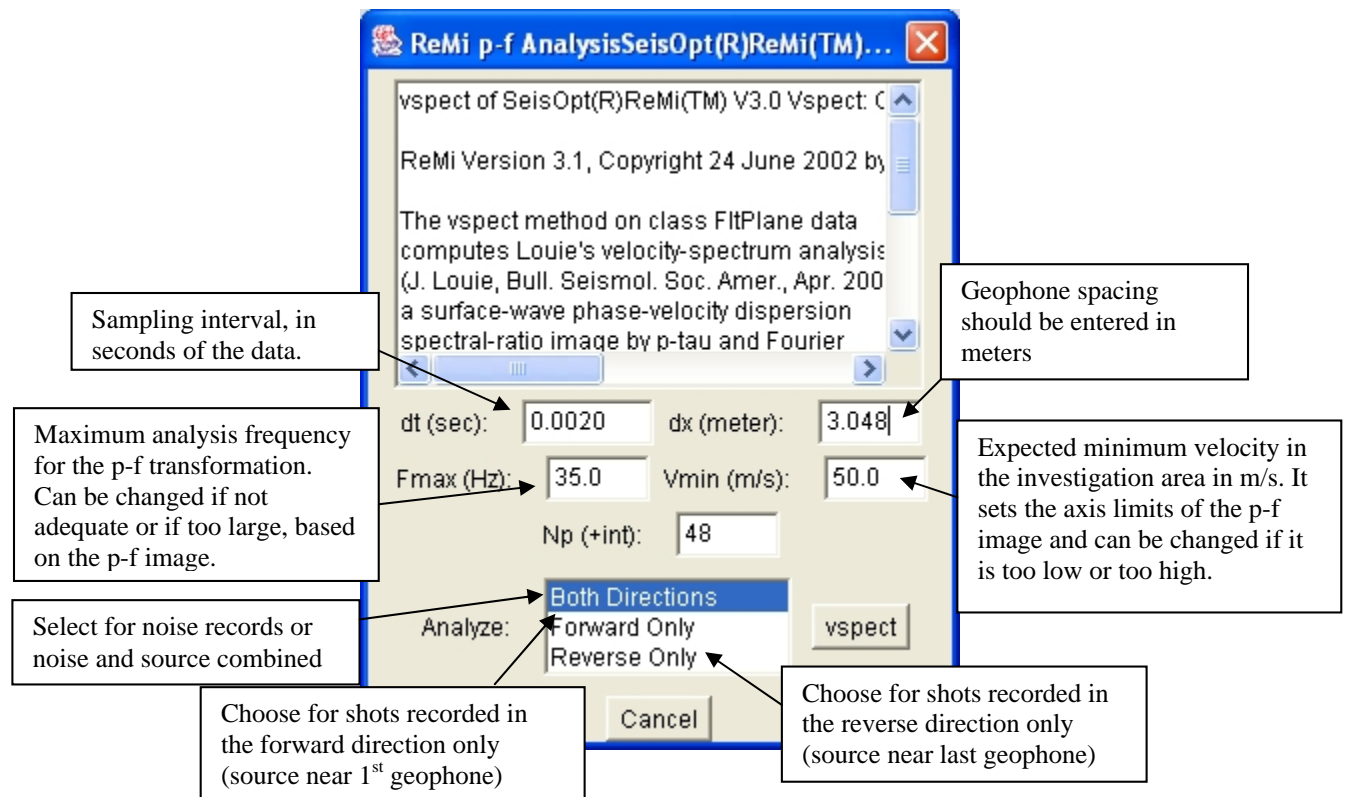 ReMi p-f AnalysisSeisOpt(R)ReMi(TM)...
vspect of SeisOpt(R)ReMi(TM) V3.0 Vspect: C
ReMi Version 3.1, Copyright 24 June 2002 by
The vspect method on class FltPlane data
computes Louie's velocity-spectrum analysis
(J. Louie, Bull. Seismol. Soc. Amer., Apr. 200
a surface-wave phase-velocity dispersion
spectral-ratio image by p-tau and Fourier
Sampling interval, in
seconds of the data.
Geophone spacing
should be entered in
meters
dt (sec): 0.0020 dx (meter): 3.048
Maximum analysis frequency
for the p-f transformation.
Can be changed if not
adequate or if too large, based
on the p-f image.
Fmax (Hz): 35.0 Vmin (m/s): 50.0
Expected minimum velocity in
the investigation area in m/s. It
sets the axis limits of the p-f
image and can be changed if it
is too low or too high.
Np (+int): 48
Select for noise records or
noise and source combined
Analyze:
Both Directions
Forward Only
Reverse Only
vspect
Choose for shots recorded in
the forward direction only
(source near 1st geophone)
Cancel
Choose for shots recorded in
the reverse direction only
(source near last geophone)